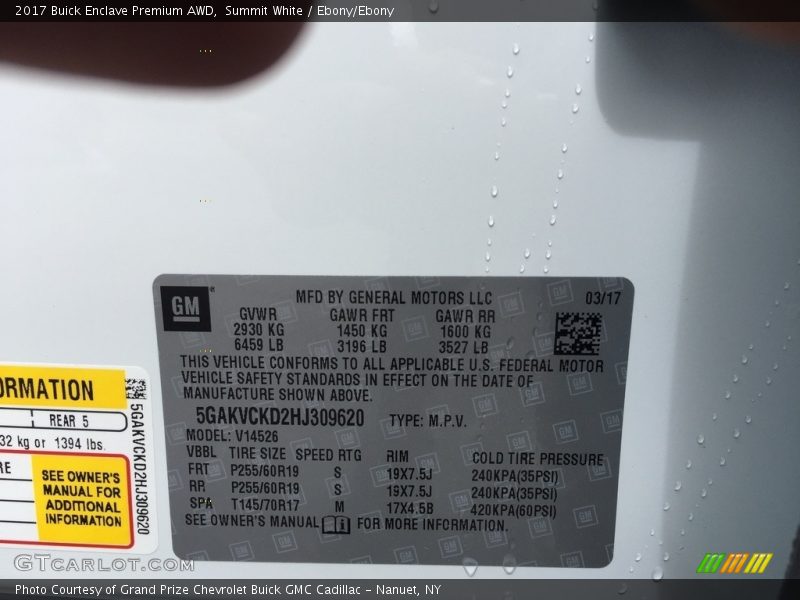 2017 Buick Enclave Premium AWD, Summit White / Ebony/Ebony
GM
MFD BY GENERAL MOTORS LLC 03/17
GVWR GAWR FRT GAWR RR
2930 KG 1450 KG 1600 KG
6459 LB 3196 LB 3527 LB
THIS VEHICLE CONFORMS TO ALL APPLICABLE U.S. FEDERAL MOTOR
VEHICLE SAFETY STANDARDS IN EFFECT ON THE DATE OF
MANUFACTURE SHOWN ABOVE.
5GAKVCKD2HJ309620 TYPE: M.P.V.
MODEL: V14526
VBBL TIRE SIZE SPEED RTG RIM COLD TIRE PRESSURE
FRT P255/60R19 S 19X7.5J 240KPA(35PSI)
RR P255/60R19 S 19X7.5J 240KPA(35PSI)
SPA T145/70R17 M 17X4.5B 420KPA(60PSI)
SEE OWNER'S MANUAL FOR MORE INFORMATION.
ORMATION
REAR 5
32 kg or 1394 lbs.
RE
SEE OWNER'S
MANUAL FOR
ADDITIONAL
INFORMATION
5GAKVCKD2HJ309620
GTCARLOT.COM
Photo Courtesy of Grand Prize Chevrolet Buick GMC Cadillac - Nanuet, NY